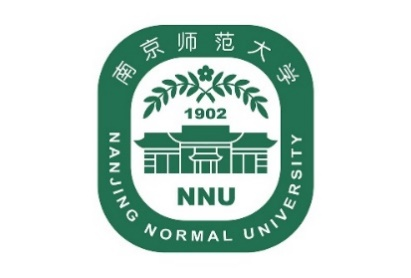 南京师范大学
1902
NNU
NANJING NORMAL UNIVERSITY